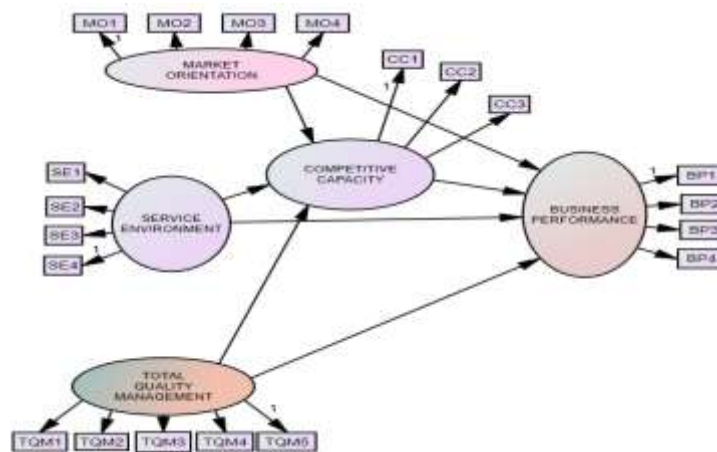 MO1
MO2
MO3
MO4
1
MARKET
ORIENTATION
CC1
CC2
CC3
1
COMPETITIVE
CAPACITY
SE1
SE2
SE3
SE4
1
SERVICE
ENVIRONMENT
BUSINESS
PERFORMANCE
1
BP1
BP2
BP3
BP4
TOTAL
QUALITY
MANAGEMENT
1
TQM1
TQM2
TQM3
TQM4
TQM5